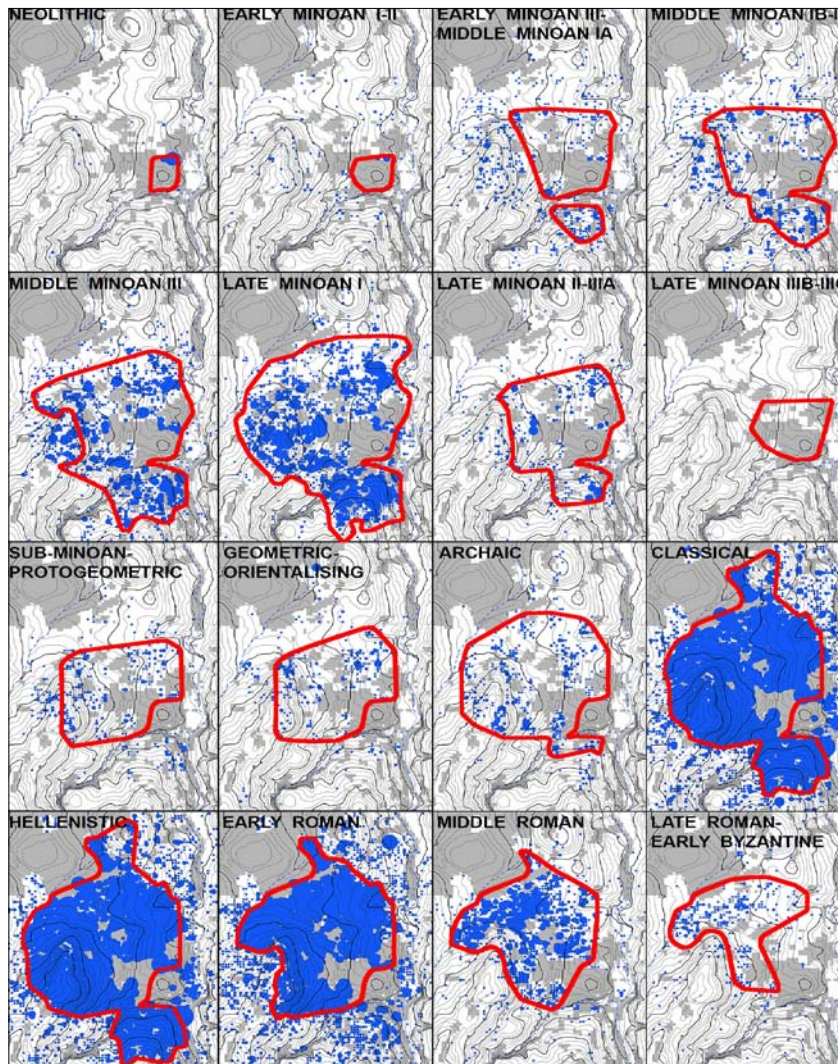 NEOLITHIC
EARLY MINOAN I-II
EARLY MINOAN III-
MIDDLE MINOAN IA
MIDDLE MINOAN IB-
MIDDLE MINOAN III
LATE MINOAN I
LATE MINOAN II-IIIA
LATE MINOAN IIIB-IIIC
SUB-MINOAN-
PROTOGEOMETRIC
GEOMETRIC-
ORIENTALISING
ARCHAIC
CLASSICAL
HELLENISTIC
EARLY ROMAN
MIDDLE ROMAN
LATE ROMAN-
EARLY BYZANTINE